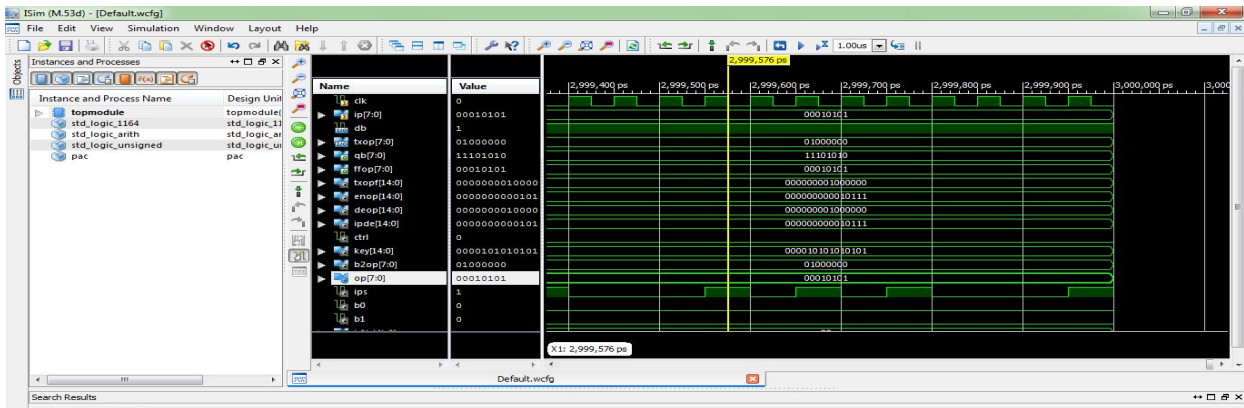 ISim (M.53d) - [Default.wcfg]
File Edit View Simulation Window Layout Help
1.00us
Objects
Instances and Processes
Instance and Process Name Design Unit
topmodule topmodule(
std_logic_1164 std_logic_11
std_logic_arith std_logic_ar
std_logic_unsigned std_logic_u
pac pac
Name Value
2,999,576 ps
2,999,400 ps 2,999,500 ps 2,999,600 ps 2,999,700 ps 2,999,800 ps 2,999,900 ps 3,000,000 ps 3,00
clk 0
ip[7:0] 00010101 00010101
db 1
txop[7:0] 01000000 01000000
qb[7:0] 11101010 11101010
ffop[7:0] 00010101 00010101
txopf[14:0] 0000000010000 000000001000000
enop[14:0] 0000000000101 000000000010111
deop[14:0] 0000000010000 000000001000000
ipde[14:0] 0000000000101 000000000010111
ctrl 0
key[14:0] 0000101010101 000010101010101
b2op[7:0] 01000000 01000000
op[7:0] 00010101 00010101
ips 1
b0 0
b1 0
X1: 2,999,576 ps
Default.wcfg
Search Results